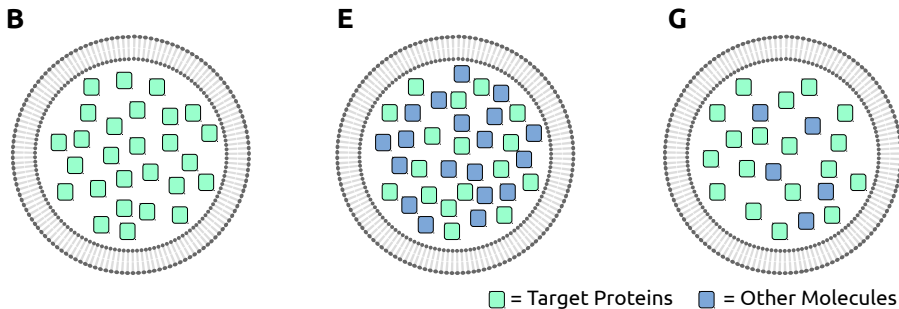 B
E
G
= Target Proteins
= Other Molecules